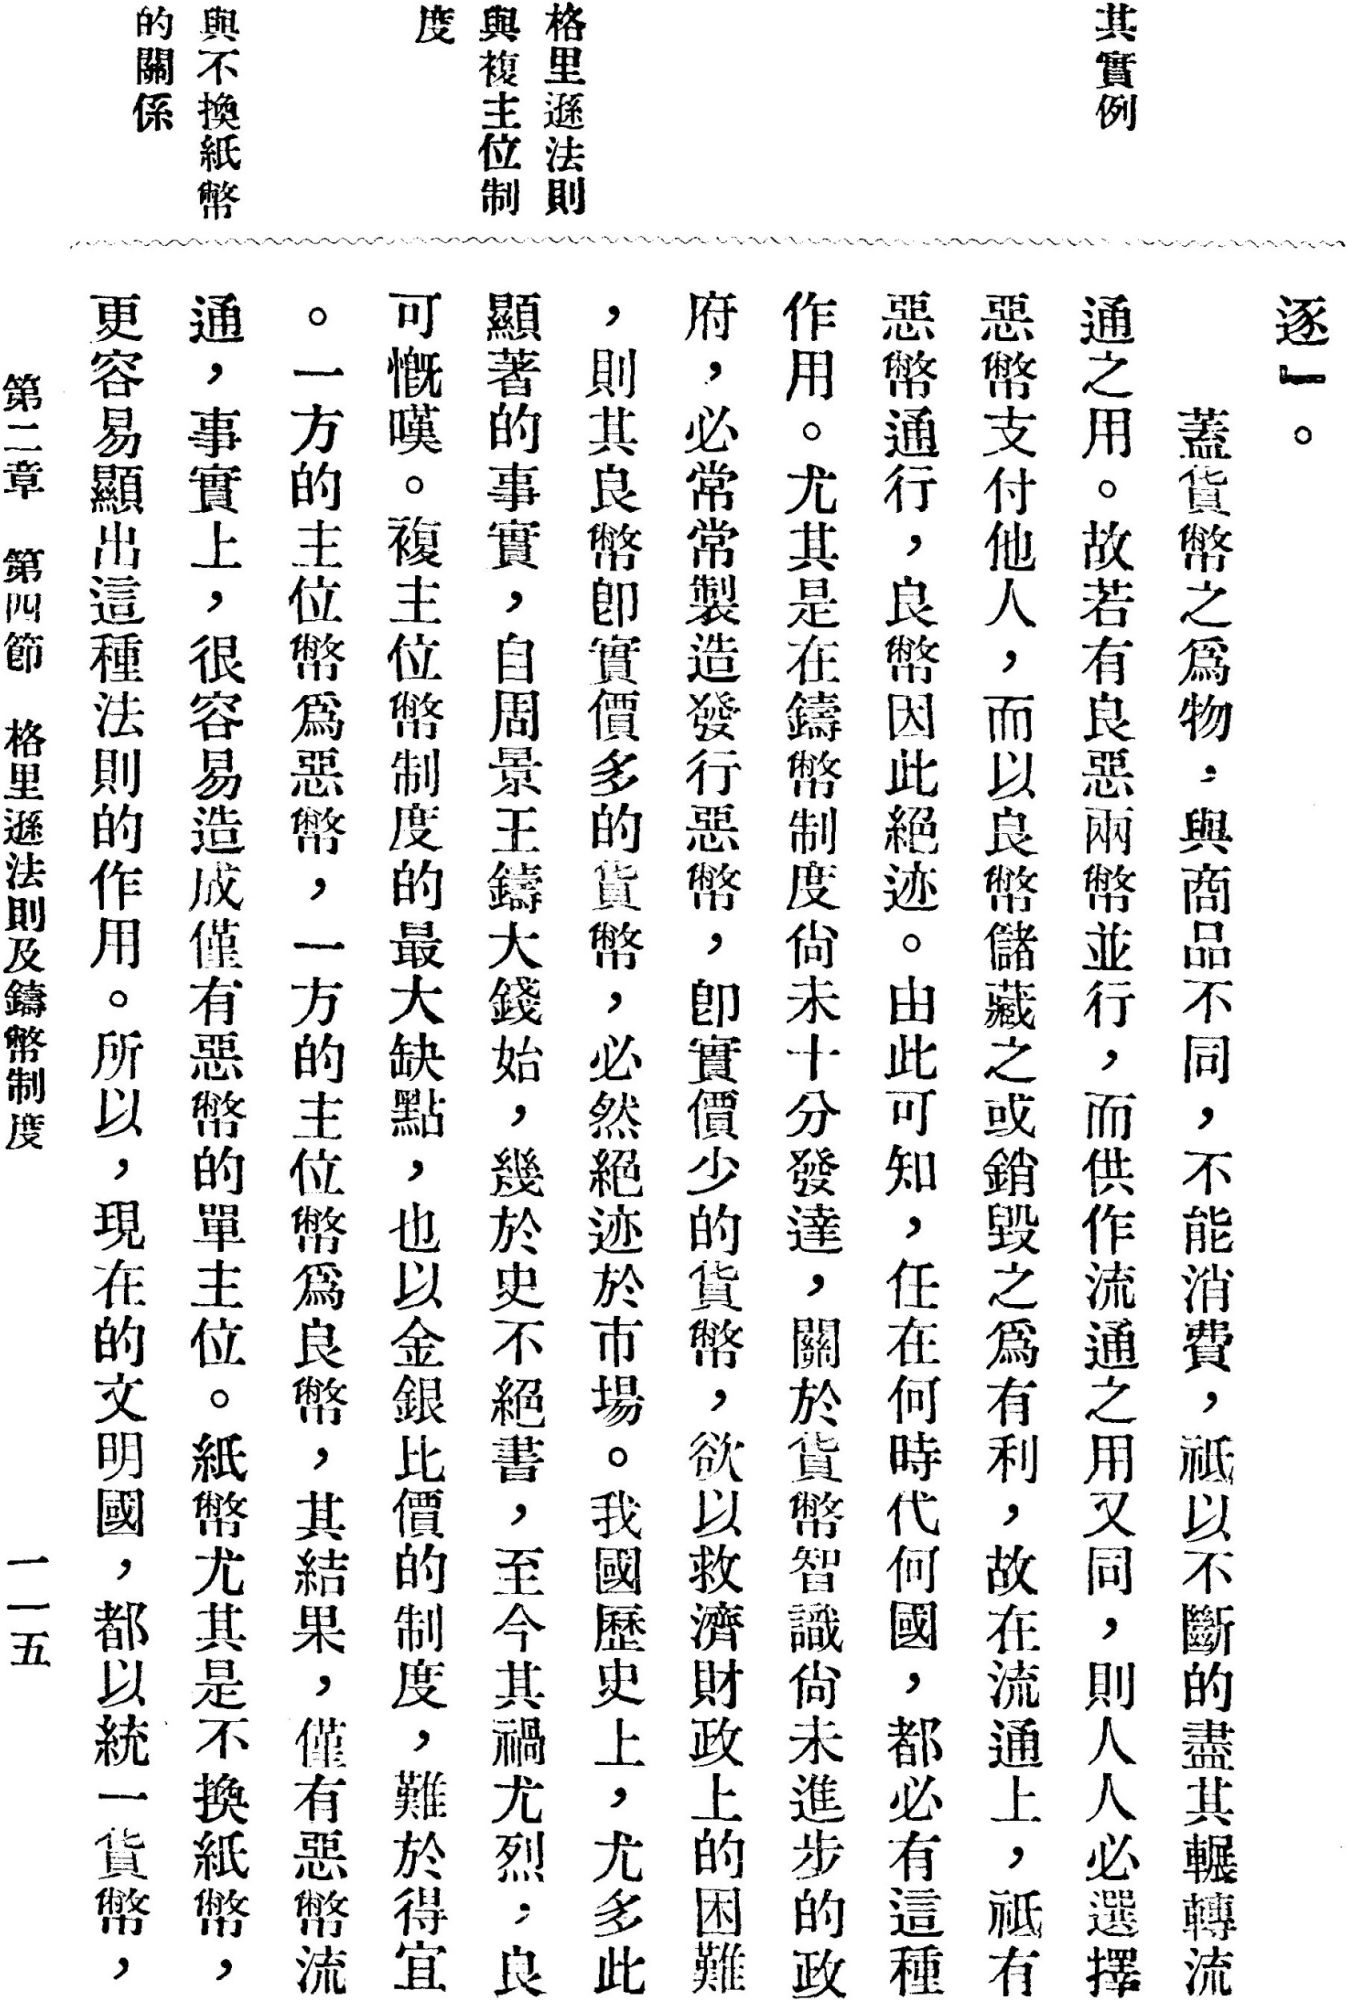 其實例
格里遜法則
與複主位制
度
與不換紙幣
的關係
逐」。
蓋貨幣之爲物，與商品不同，不能消費，祗以不斷的盡其輾轉流
通之用。故若有良惡兩幣並行，而供作流通之用又同，則人人必選擇
惡幣支付他人，而以良幣儲藏之或銷毀之爲有利，故在流通上，祗有
惡幣通行，良幣因此絕迹。由此可知，任在何時代何國，都必有這種
作用。尤其是在鑄幣制度尙未十分發達，關於貨幣智識尙未進步的政
府，必常常製造發行惡幣，卽實價少的貨幣，欲以救濟財政上的困難
，則其良幣卽實價多的貨幣，必然絕迹於市場。我國歷史上，尤多此
顯著的事實，自周景王鑄大錢始，幾於史不絕書，至今其禍尤烈，良
可慨嘆。複主位幣制度的最大缺點，也以金銀比價的制度，難於得宜
。一方的主位幣爲惡幣，一方的主位幣爲良幣，其結果，僅有惡幣流
通，事實上，很容易造成僅有惡幣的單主位。紙幣尤其是不換紙幣，
更容易顯出這種法則的作用。所以，現在的文明國，都以統一貨幣，
第二章　第四節　格里遜法則及鑄幣制度　一一五